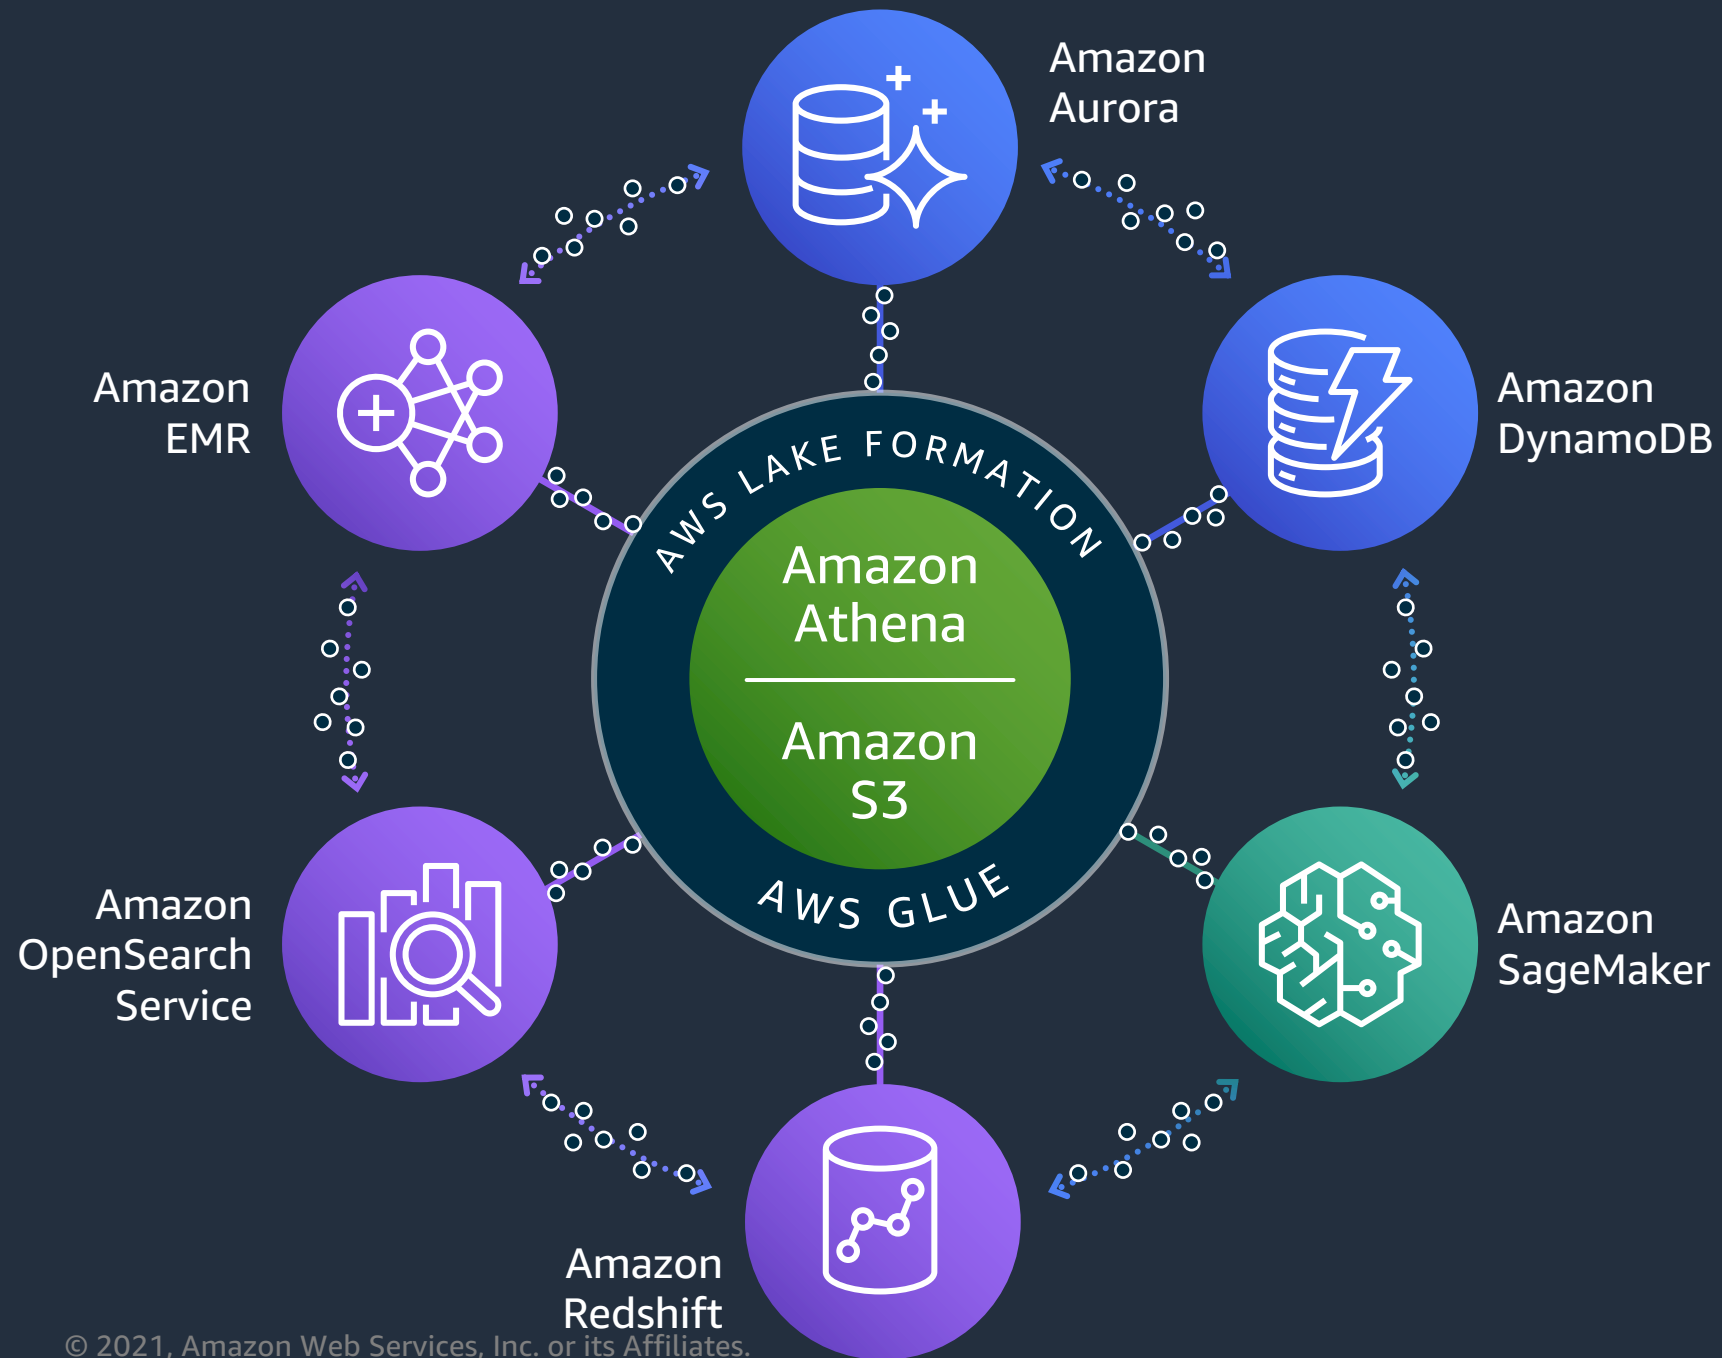 Amazon
Aurora
Amazon
EMR
Amazon
DynamoDB
AWS LAKE FORMATION
Amazon
Athena
Amazon
S3
AWS GLUE
Amazon
OpenSearch
Service
Amazon
SageMaker
Amazon
Redshift
© 2021, Amazon Web Services, Inc. or its Affiliates.